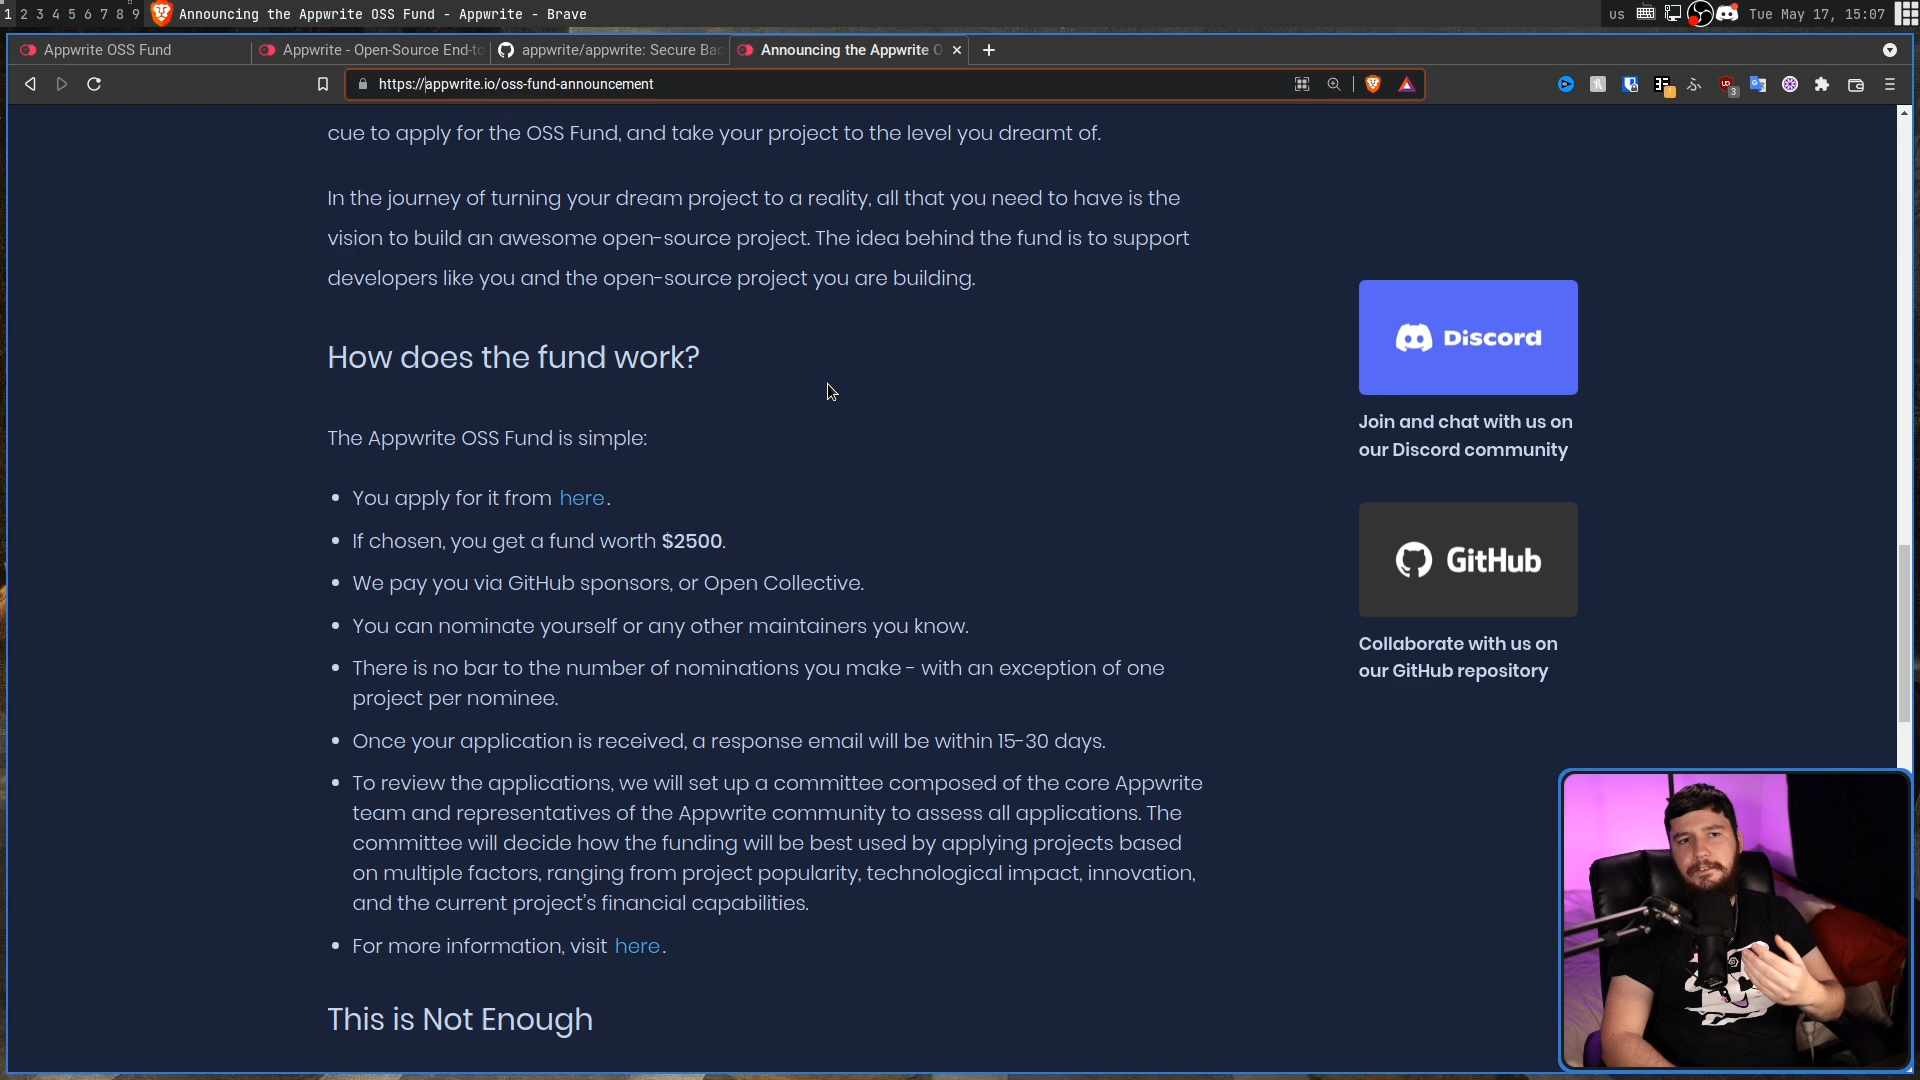 1 2 3 4 5 6 7 8 9 Announcing the Appwrite OSS Fund - Appwrite - Brave us Tue May 17, 15:07
Appwrite OSS Fund Appwrite - Open-Source End-to appwrite/appwrite: Secure Bac Announcing the Appwrite O
https://appwrite.io/oss-fund-announcement
cue to apply for the OSS Fund, and take your project to the level you dreamt of.
In the journey of turning your dream project to a reality, all that you need to have is the
vision to build an awesome open-source project. The idea behind the fund is to support
developers like you and the open-source project you are building.
How does the fund work?
The Appwrite OSS Fund is simple:
• You apply for it from here.
• If chosen, you get a fund worth $2500.
• We pay you via GitHub sponsors, or Open Collective.
• You can nominate yourself or any other maintainers you know.
• There is no bar to the number of nominations you make - with an exception of one
project per nominee.
• Once your application is received, a response email will be within 15-30 days.
• To review the applications, we will set up a committee composed of the core Appwrite
team and representatives of the Appwrite community to assess all applications. The
committee will decide how the funding will be best used by applying projects based
on multiple factors, ranging from project popularity, technological impact, innovation,
and the current project's financial capabilities.
• For more information, visit here.
This is Not Enough
Discord
Join and chat with us on
our Discord community
GitHub
Collaborate with us on
our GitHub repository